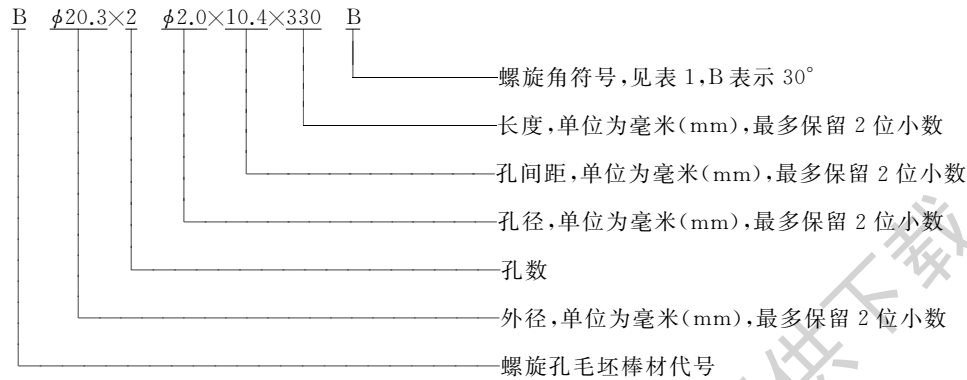 B ϕ20.3×2 ϕ2.0×10.4×330 B
螺旋角符号,见表 1,B 表示 30°
长度,单位为毫米(mm),最多保留 2 位小数
孔间距,单位为毫米(mm),最多保留 2 位小数
孔径,单位为毫米(mm),最多保留 2 位小数
孔数
外径,单位为毫米(mm),最多保留 2 位小数
螺旋孔毛坯棒材代号
供下载